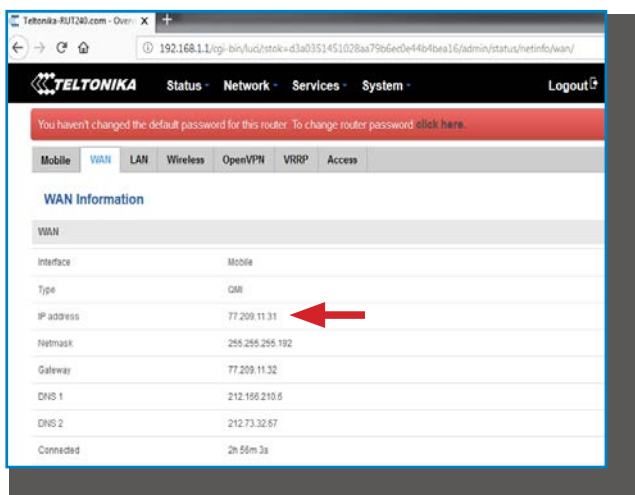 Teltonika-RUT240.com - Over X +
192.168.1.1/cgi-bin/luci/;stok=d3a0351451028aa79b6ec0e44b4bea16/admin/status/netinfo/wan/
TELTONIKA Status Network Services System Logout
You haven't changed the default password for this router. To change router password click here.
Mobile WAN LAN Wireless OpenVPN VRRP Access
WAN Information
WAN
Interface Mobile
Type QMI
IP address 77.209.11.31
Netmask 255.255.255.192
Gateway 77.209.11.32
DNS 1 212.166.210.6
DNS 2 212.73.32.67
Connected 2h 56m 3s